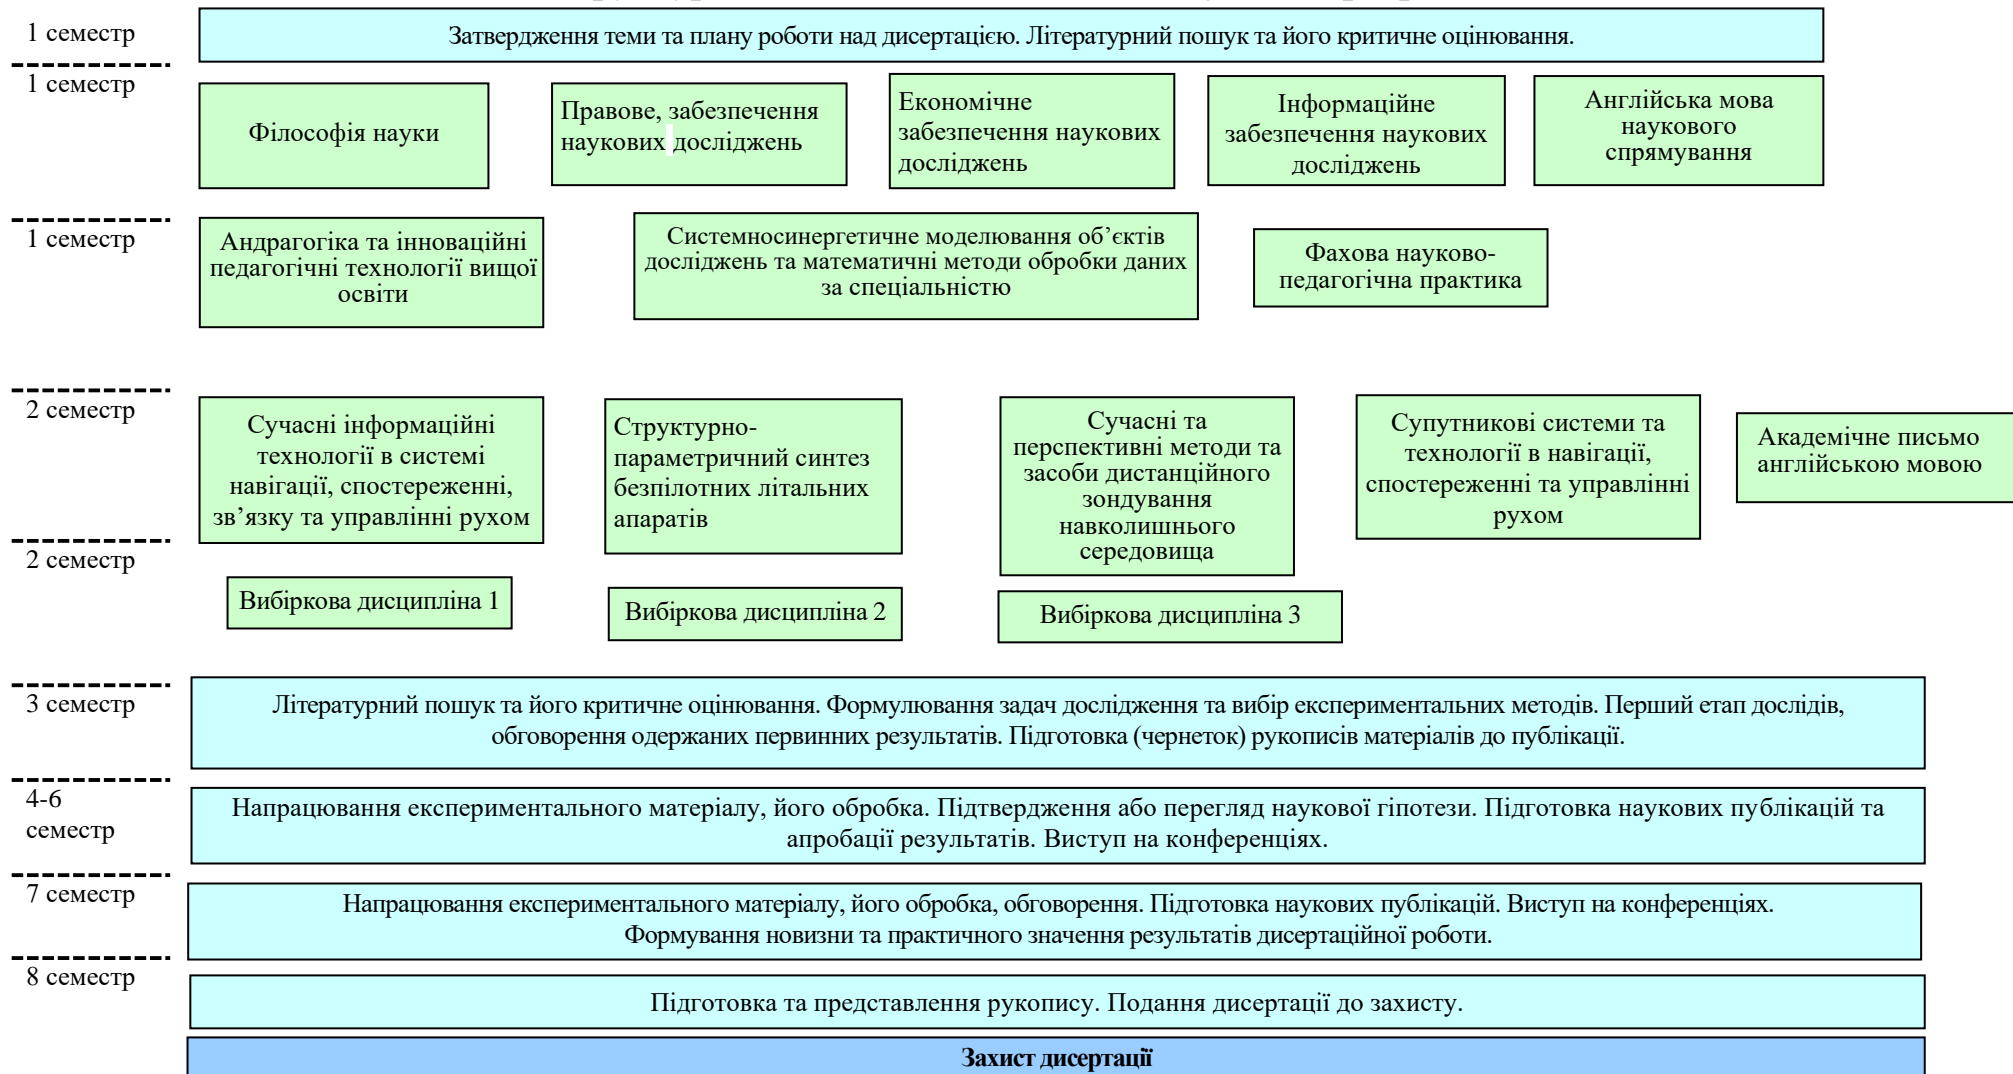 1 семестр
Затвердження теми та плану роботи над дисертацією. Літературний пошук та його критичне оцінювання.
1 семестр
Філософія науки
Правове, забезпечення
наукових досліджень
Економічне
забезпечення наукових
досліджень
Інформаційне
забезпечення наукових
досліджень
Англійська мова
наукового
спрямування
1 семестр
Андрагогіка та інноваційні
педагогічні технології вищої
освіти
Системносинергетичне моделювання об’єктів
досліджень та математичні методи обробки даних
за спеціальністю
Фахова науково-
педагогічна практика
2 семестр
Сучасні інформаційні
технології в системі
навігації, спостереженні,
зв’язку та управлінні рухом
Структурно-
параметричний синтез
безпілотних літальних
апаратів
Сучасні та
перспективні методи та
засоби дистанційного
зондування
навколишнього
середовища
Супутникові системи та
технології в навігації,
спостереженні та управлінні
рухом
Академічне письмо
англійською мовою
2 семестр
Вибіркова дисципліна 1
Вибіркова дисципліна 2
Вибіркова дисципліна 3
3 семестр
Літературний пошук та його критичне оцінювання. Формулювання задач дослідження та вибір експериментальних методів. Перший етап дослідів,
обговорення одержаних первинних результатів. Підготовка (чернеток) рукописів матеріалів до публікації.
4-6
семестр
Напрацювання експериментального матеріалу, його обробка. Підтвердження або перегляд наукової гіпотези. Підготовка наукових публікацій та
апробації результатів. Виступ на конференціях.
7 семестр
Напрацювання експериментального матеріалу, його обробка, обговорення. Підготовка наукових публікацій. Виступ на конференціях.
Формування новизни та практичного значення результатів дисертаційної роботи.
8 семестр
Підготовка та представлення рукопису. Подання дисертації до захисту.
Захист дисертації